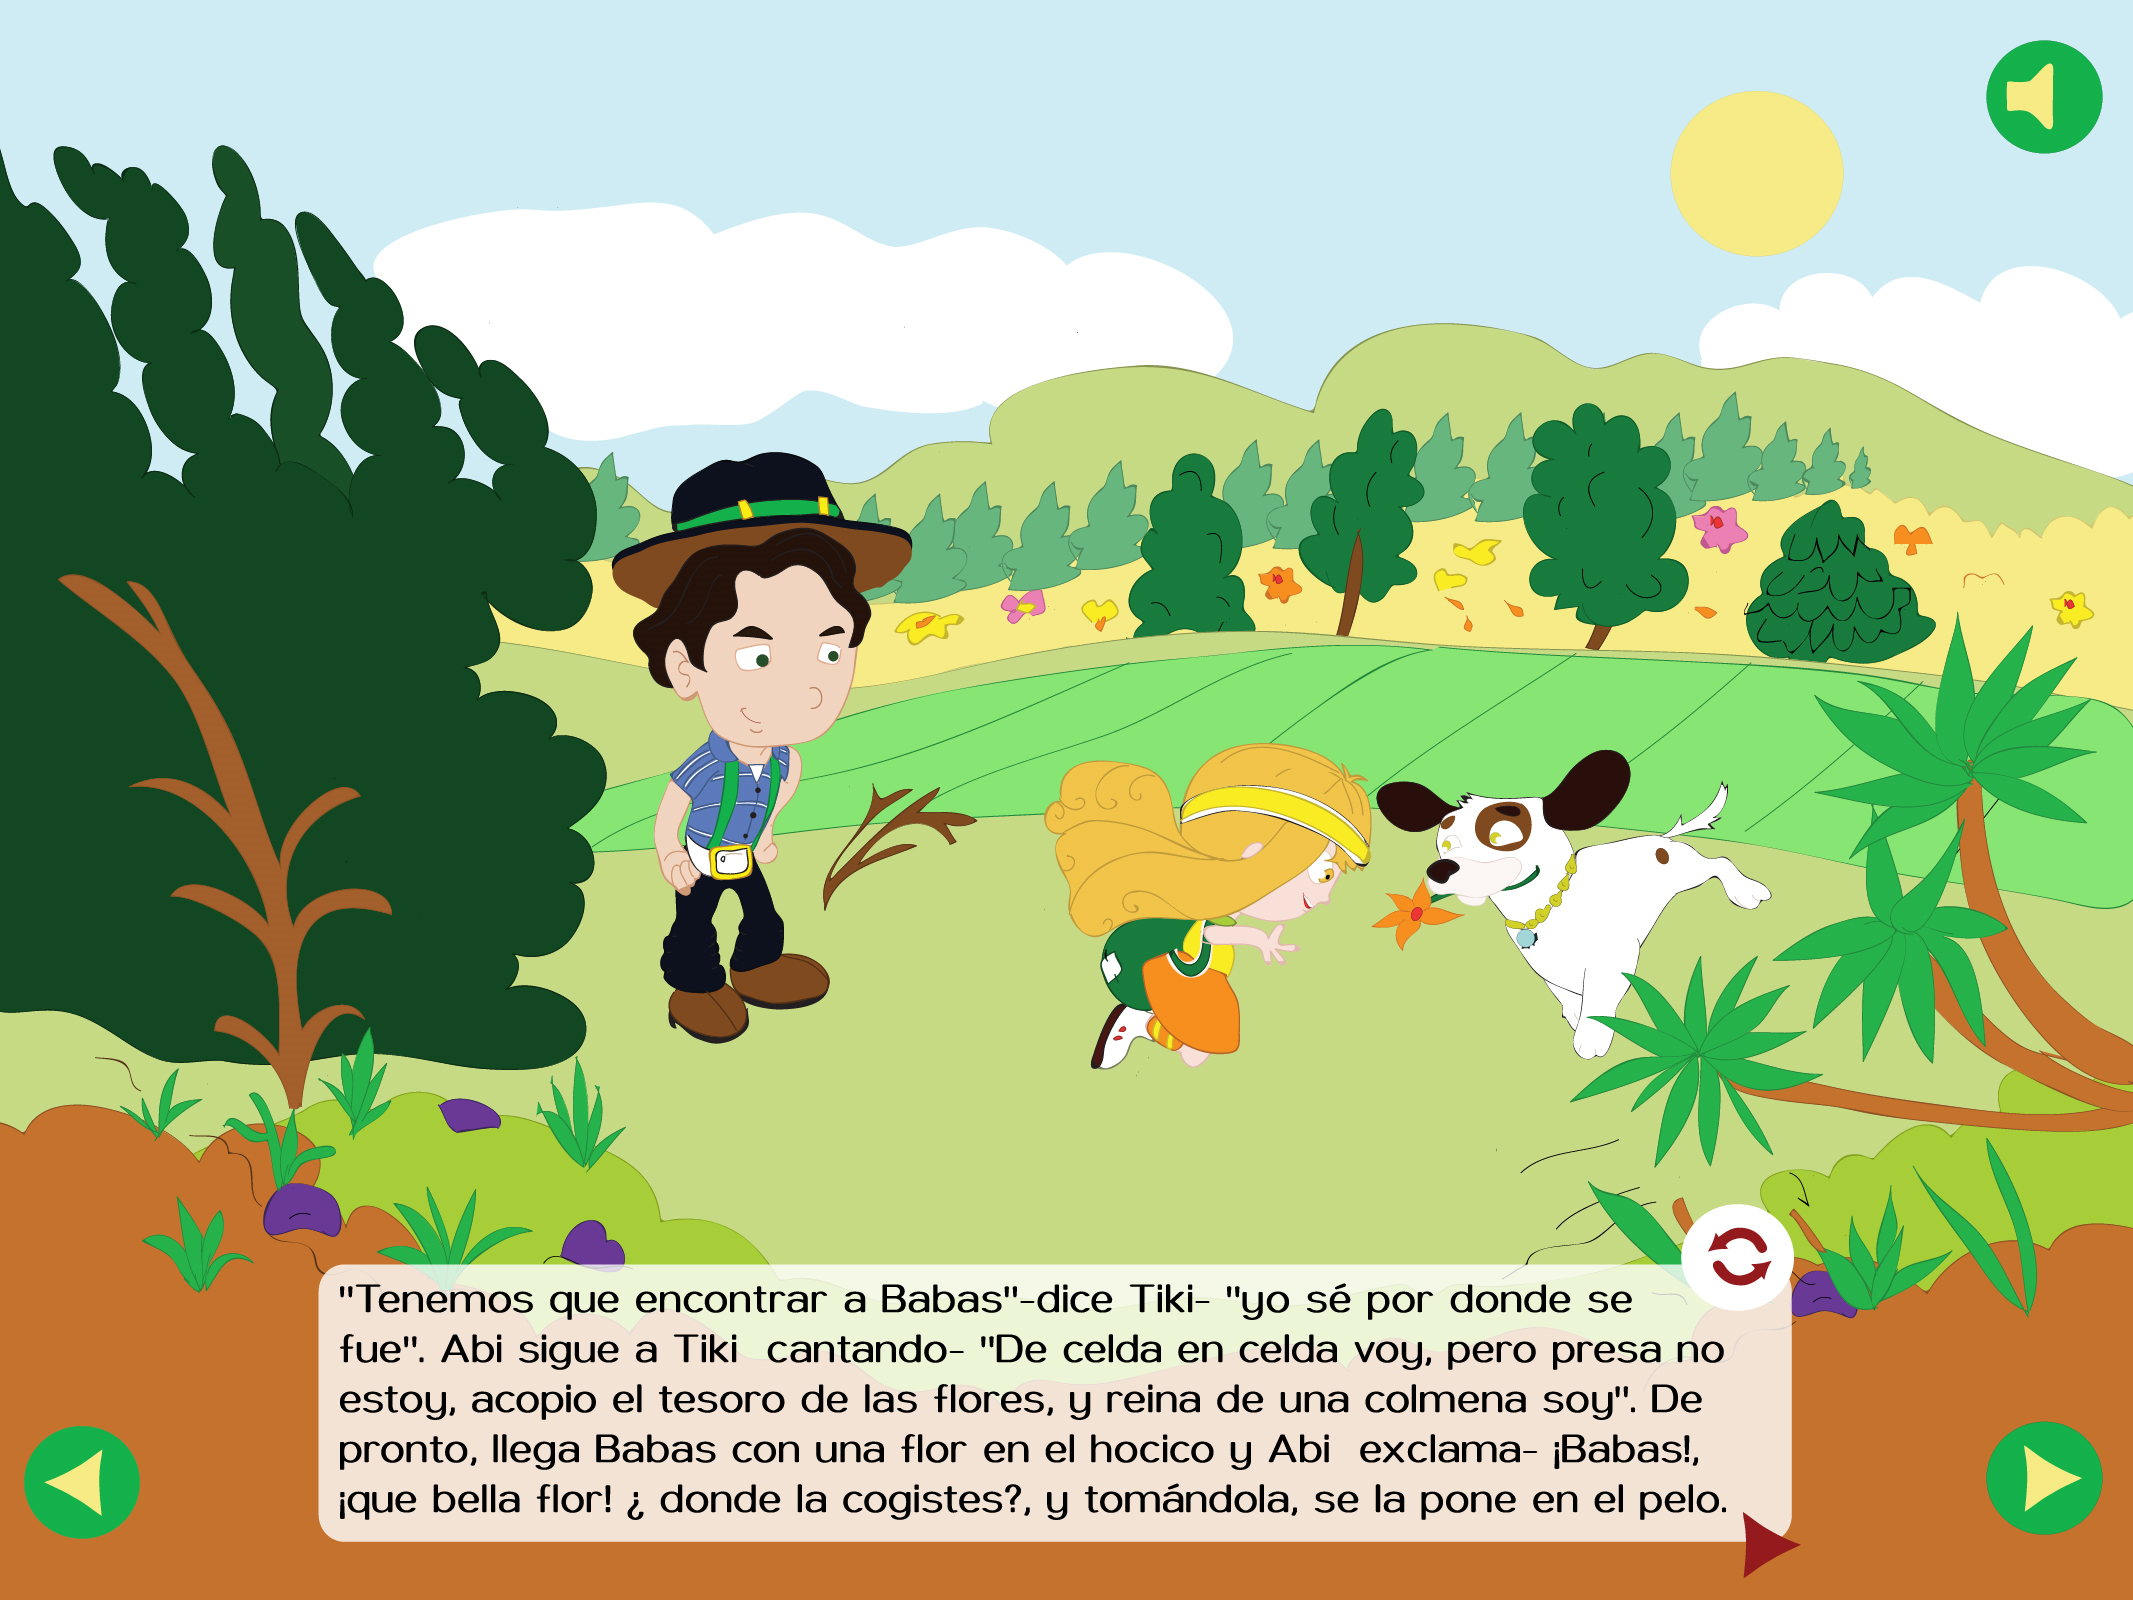 "Tenemos que encontrar a Babas"-dice Tiki- "yo sé por donde se
fue". Abi sigue a Tiki  cantando- "De celda en celda voy, pero presa no
estoy, acopio el tesoro de las flores, y reina de una colmena soy". De
pronto, llega Babas con una flor en el hocico y Abi  exclama- ¡Babas!,
¡que bella flor! ¿ donde la cogistes?, y tomándola, se la pone en el pelo.